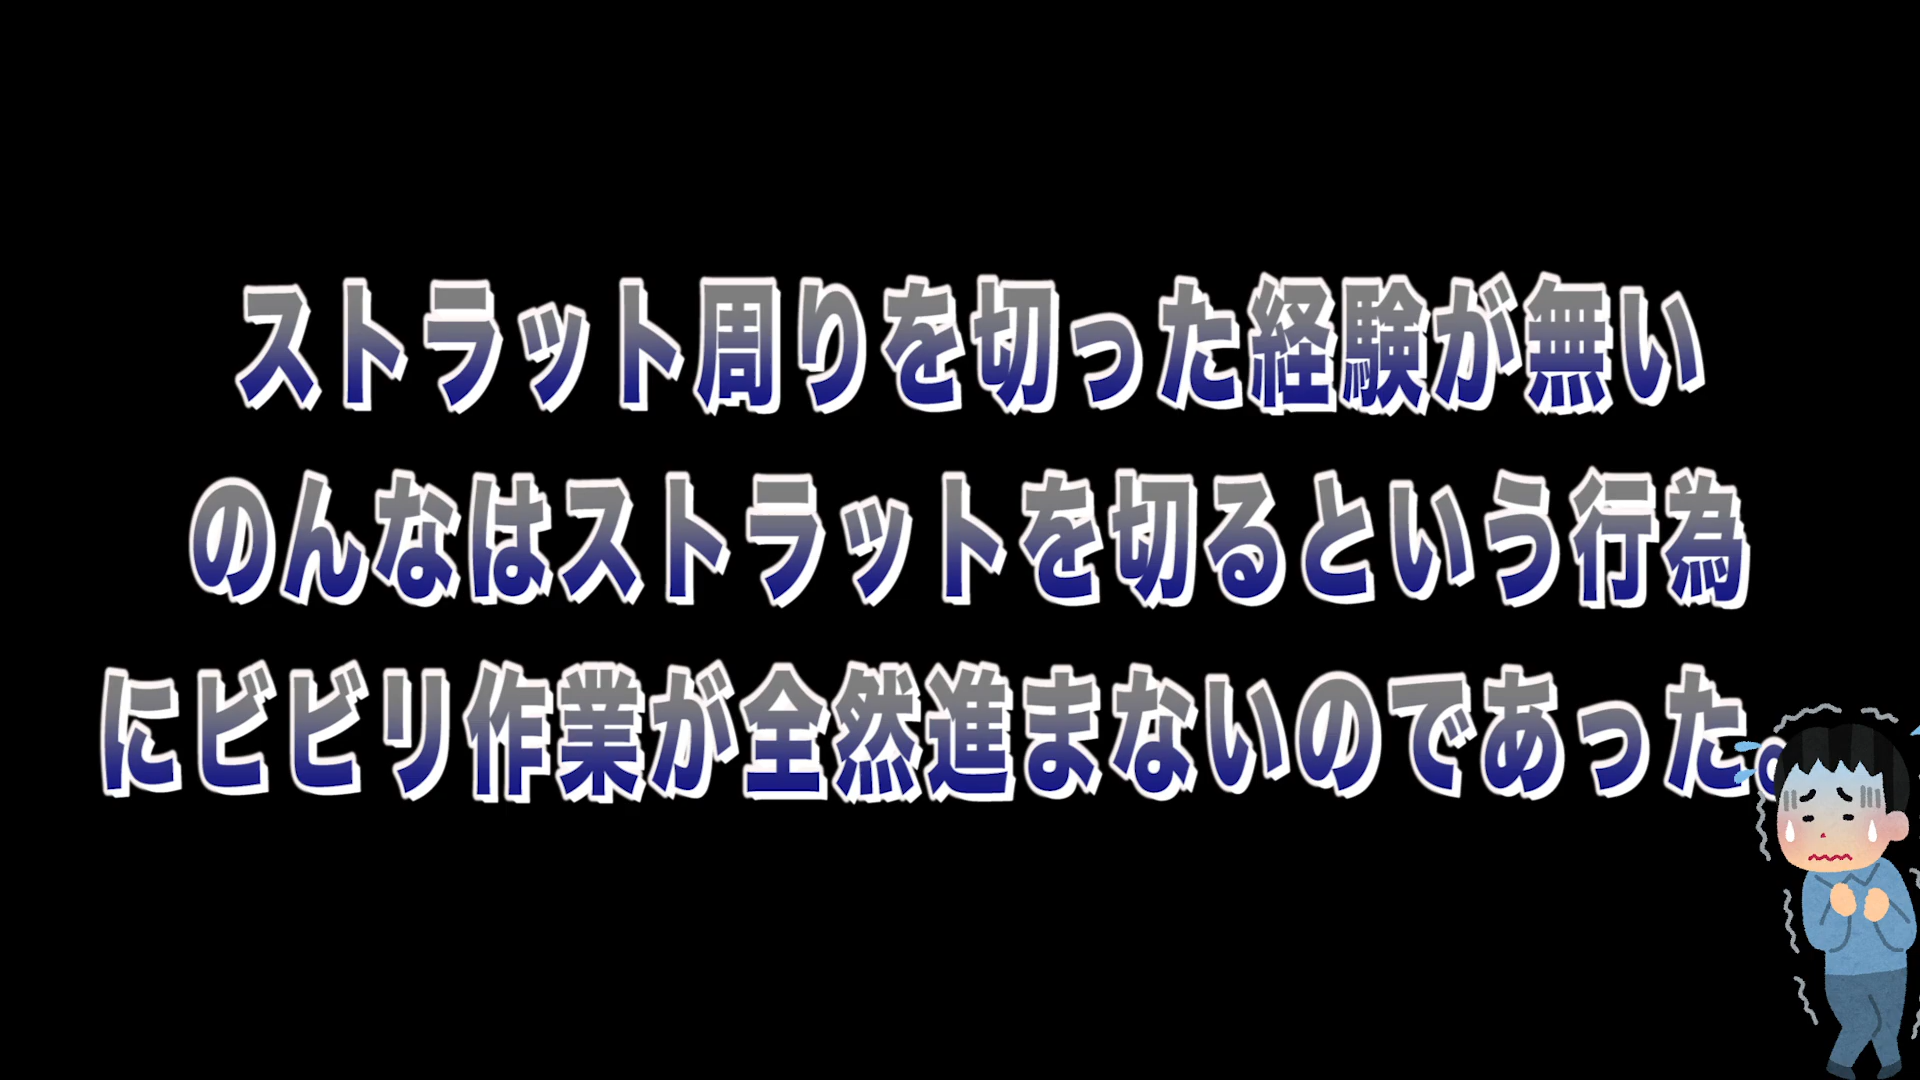 ストラット周りを切った経験が無い
のんなはストラットを切るという行為
にビビリ作業が全然進まないのであった。